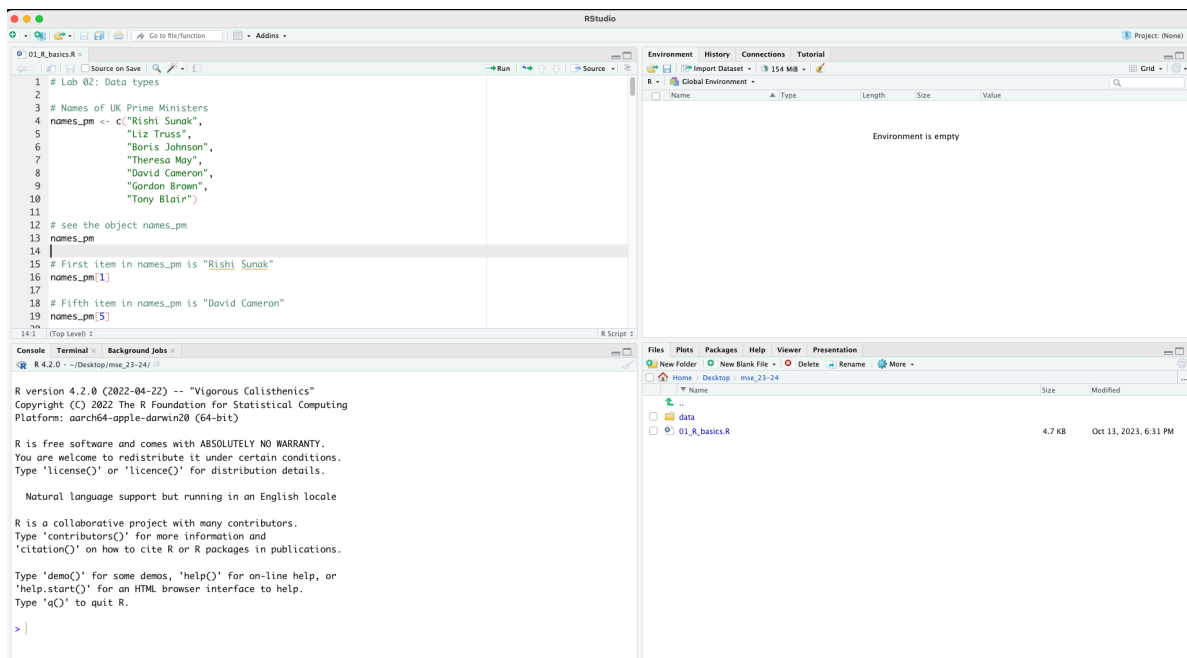 RStudio
Go to file/function
Addins
Project: (None)
01_R_basics.R
Source on Save
Run
Source
1 # Lab 02: Data types
2
3 # Names of UK Prime Ministers
4 names_pm <- c("Rishi Sunak",
5 "Liz Truss",
6 "Boris Johnson",
7 "Theresa May",
8 "David Cameron",
9 "Gordon Brown",
10 "Tony Blair")
11
12 # see the object names_pm
13 names_pm
14
15 # First item in names_pm is "Rishi Sunak"
16 names_pm[1]
17
18 # Fifth item in names_pm is "David Cameron"
19 names_pm[5]
14:1 (Top Level) R Script
Console Terminal Background Jobs
R 4.2.0 · ~/Desktop/mse_23-24/
R version 4.2.0 (2022-04-22) -- "Vigorous Calisthenics"
Copyright (C) 2022 The R Foundation for Statistical Computing
Platform: aarch64-apple-darwin20 (64-bit)
R is free software and comes with ABSOLUTELY NO WARRANTY.
You are welcome to redistribute it under certain conditions.
Type 'license()' or 'licence()' for distribution details.
Natural language support but running in an English locale
R is a collaborative project with many contributors.
Type 'contributors()' for more information and
'citation()' on how to cite R or R packages in publications.
Type 'demo()' for some demos, 'help()' for on-line help, or
'help.start()' for an HTML browser interface to help.
Type 'q()' to quit R.
>
Environment History Connections Tutorial
Import Dataset 154 MiB Grid
R Global Environment
Name Type Length Size Value
Environment is empty
Files Plots Packages Help Viewer Presentation
New Folder New Blank File Delete Rename More
Home Desktop mse_23-24 ...
Name Size Modified
..
data
01_R_basics.R 4.7 KB Oct 13, 2023, 6:31 PM